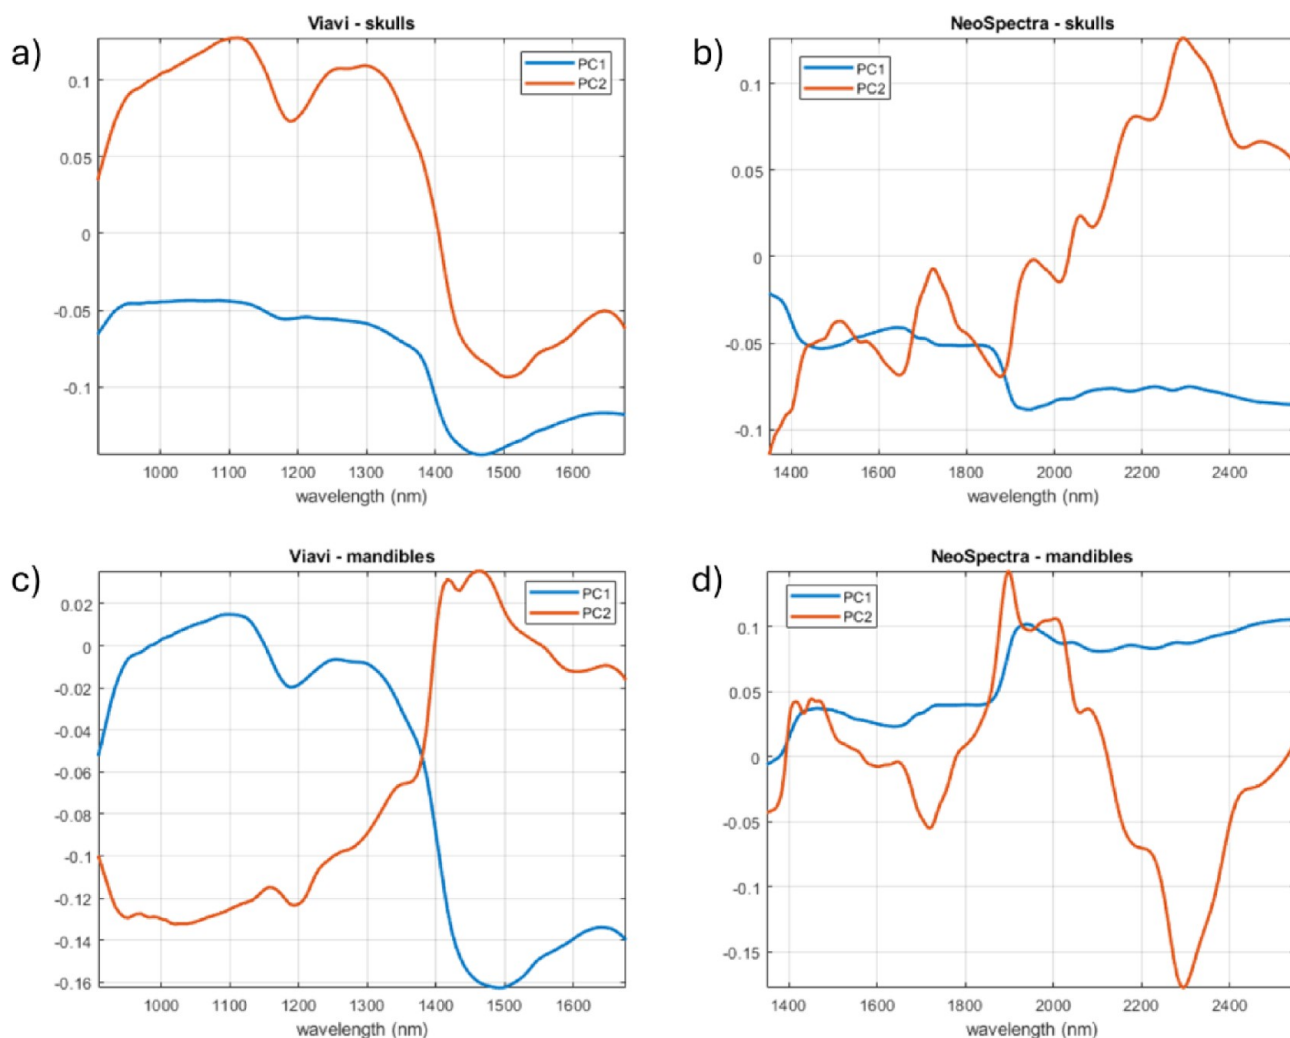 a)
Viavi - skulls
PC1
PC2
0.1
0.05
0
-0.05
-0.1
1000 1100 1200 1300 1400 1500 1600
wavelength (nm)
b)
NeoSpectra - skulls
PC1
PC2
0.1
0.05
0
-0.05
-0.1
1400 1600 1800 2000 2200 2400
wavelength (nm)
c)
Viavi - mandibles
PC1
PC2
0.02
0
-0.02
-0.04
-0.06
-0.08
-0.1
-0.12
-0.14
-0.16
1000 1100 1200 1300 1400 1500 1600
wavelength (nm)
d)
NeoSpectra - mandibles
PC1
PC2
0.1
0.05
0
-0.05
-0.1
-0.15
1400 1600 1800 2000 2200 2400
wavelength (nm)